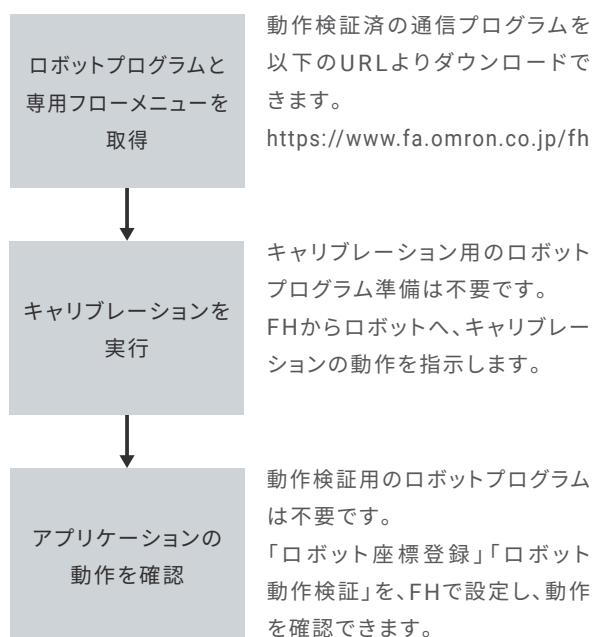 ロボットプログラムと
専用フローメニューを
取得
動作検証済の通信プログラムを
以下のURLよりダウンロードで
きます。
https://www.fa.omron.co.jp/fh
キャリブレーションを
実行
キャリブレーション用のロボット
プログラム準備は不要です。
FHからロボットへ、キャリブレー
ションの動作を指示します。
アプリケーションの
動作を確認
動作検証用のロボットプログラム
は不要です。
「ロボット座標登録」「ロボット
動作検証」を、FHで設定し、動作
を確認できます。